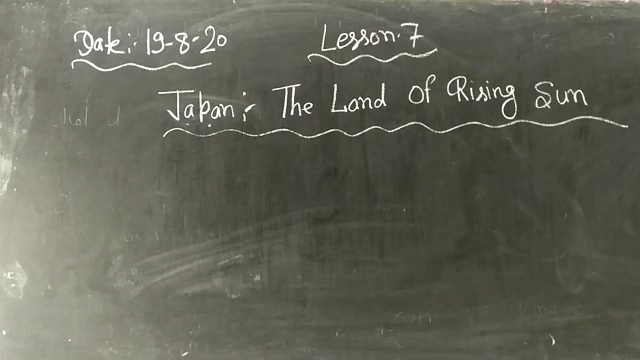 Date:- 19-8-20 Lesson.7
Japan:- The Land Of Rising Sun